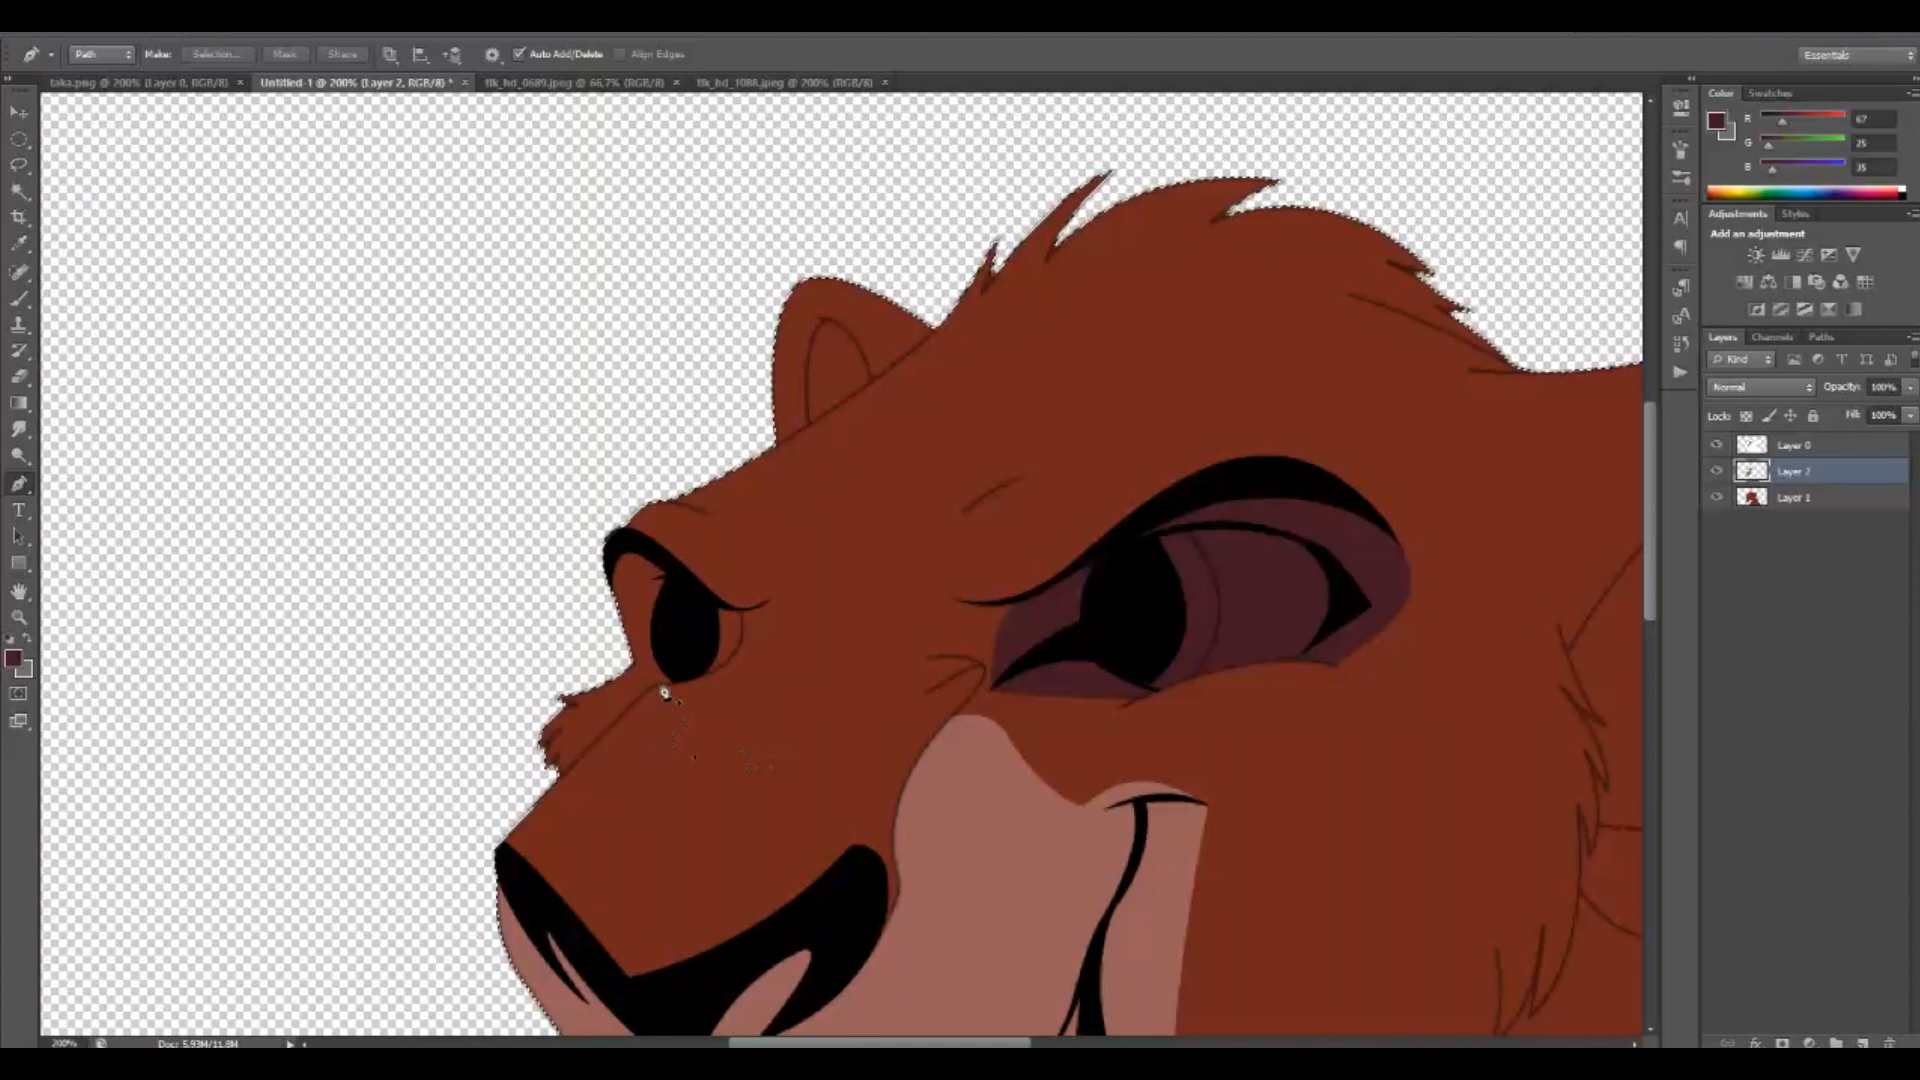 Path Make: Selection... Mask Shape Auto Add/Delete Align Edges Essentials
taka.png @ 200% (Layer 0, RGB/8) × Untitled-1 @ 200% (Layer 2, RGB/8) * × tlk_hd_0689.jpeg @ 66,7% (RGB/8) × tlk_hd_1088.jpeg @ 200% (RGB/8) ×
Color Swatches
R 67
G 25
B 35
Adjustments Styles
Add an adjustment
Layers Channels Paths
Kind
Normal Opacity: 100%
Lock: Fill: 100%
Layer 0
Layer 2
Layer 1
200% Doc: 5,93M/11,8M